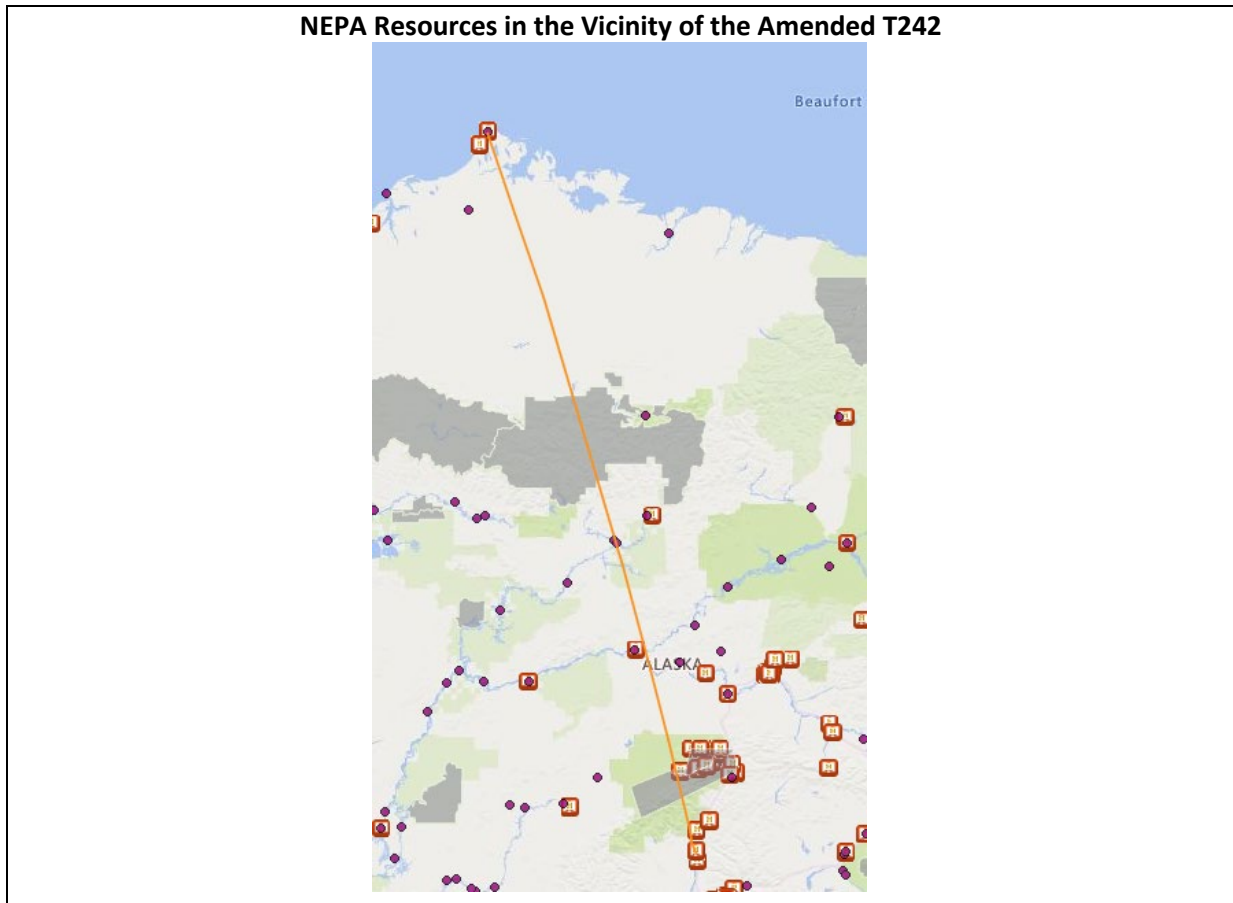 NEPA Resources in the Vicinity of the Amended T242
Beaufort
ALASKA